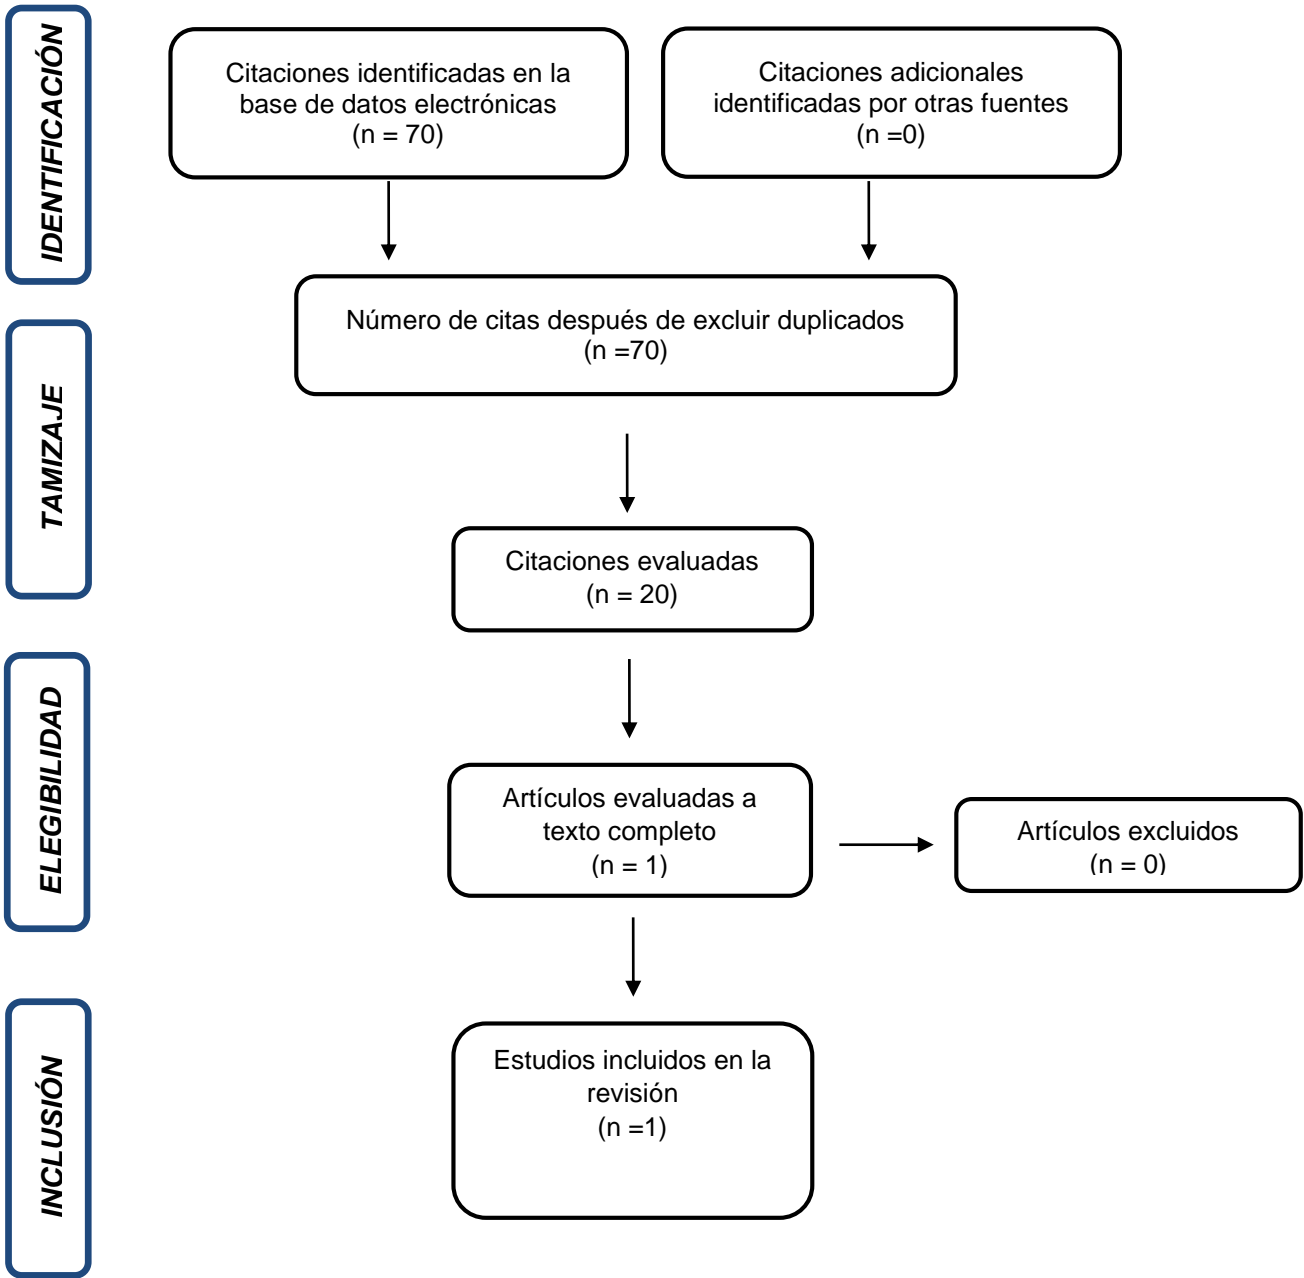 IDENTIFICACIÓN
Citaciones identificadas en la
base de datos electrónicas
(n = 70)
Citaciones adicionales
identificadas por otras fuentes
(n =0)
Número de citas después de excluir duplicados
(n =70)
TAMIZAJE
Citaciones evaluadas
(n = 20)
ELEGIBILIDAD
Artículos evaluadas a
texto completo
(n = 1)
Artículos excluidos
(n = 0)
INCLUSIÓN
Estudios incluidos en la
revisión
(n =1)